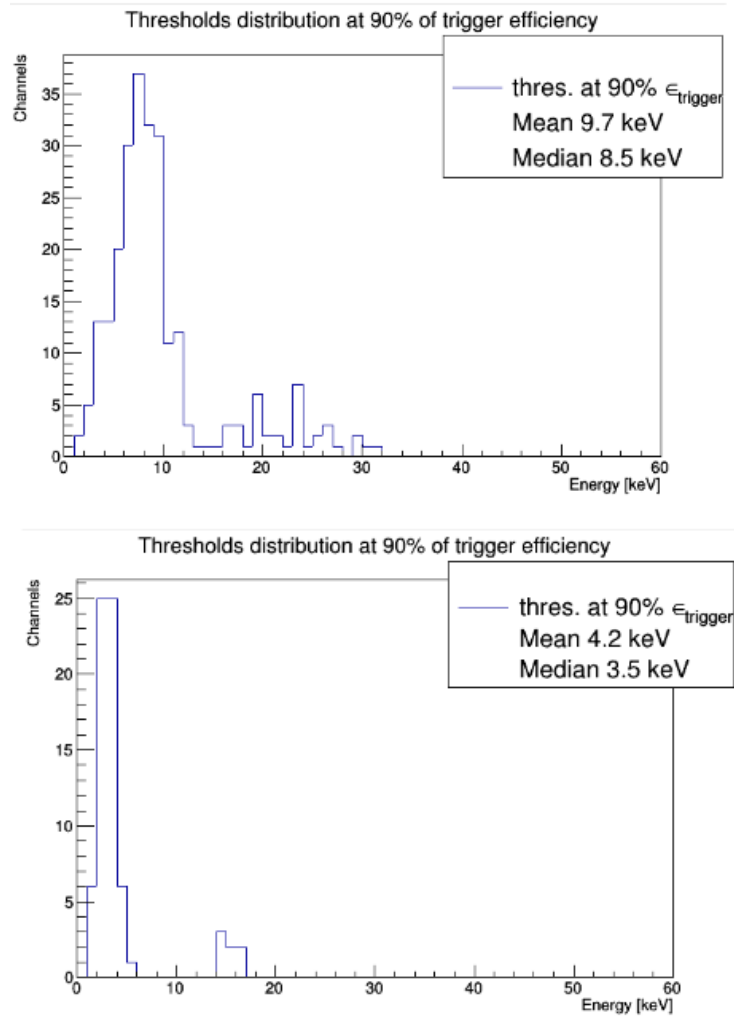 Thresholds distribution at 90% of trigger efficiency
Channels
thres. at 90% ∈trigger
Mean 9.7 keV
Median 8.5 keV
35
30
25
20
15
10
5
0
0 10 20 30 40 50 60
Energy [keV]
Thresholds distribution at 90% of trigger efficiency
Channels
thres. at 90% ∈trigger
Mean 4.2 keV
Median 3.5 keV
25
20
15
10
5
0
0 10 20 30 40 50 60
Energy [keV]